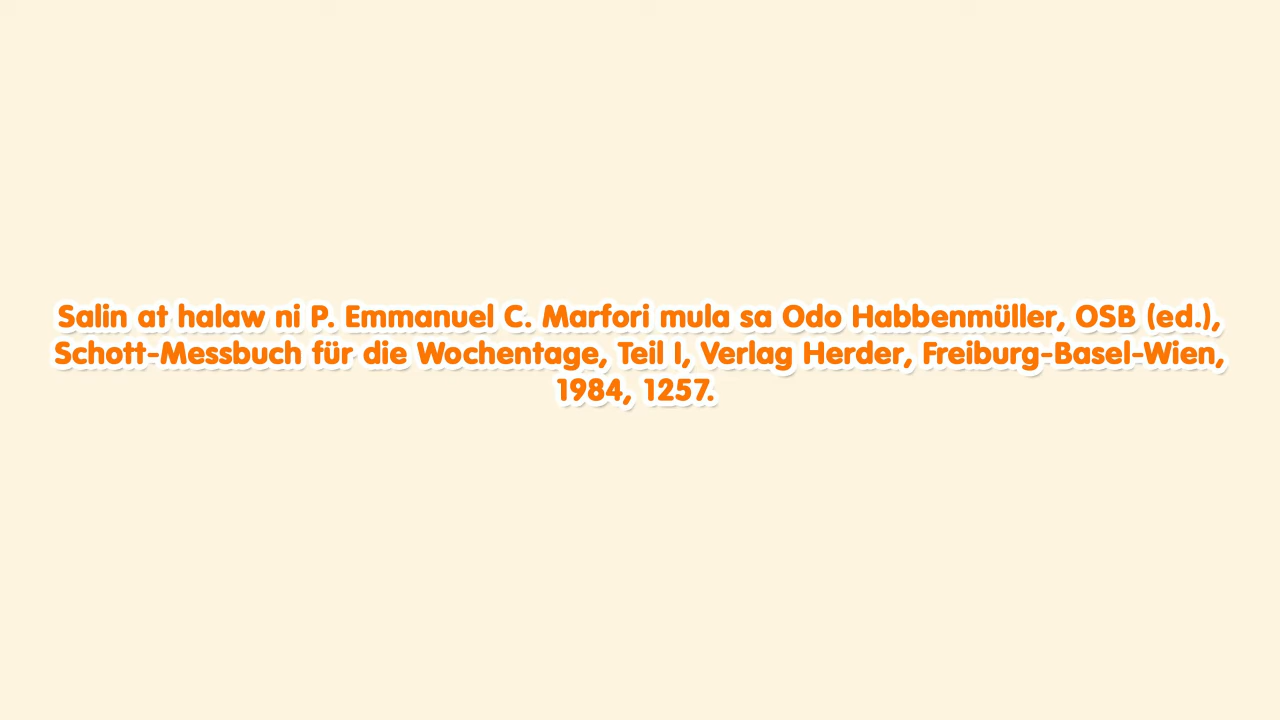 Salin at halaw ni P. Emmanuel C. Marfori mula sa Odo Habbenmüller, OSB (ed.),
Schott-Messbuch für die Wochentage, Teil I, Verlag Herder, Freiburg-Basel-Wien,
1984, 1257.